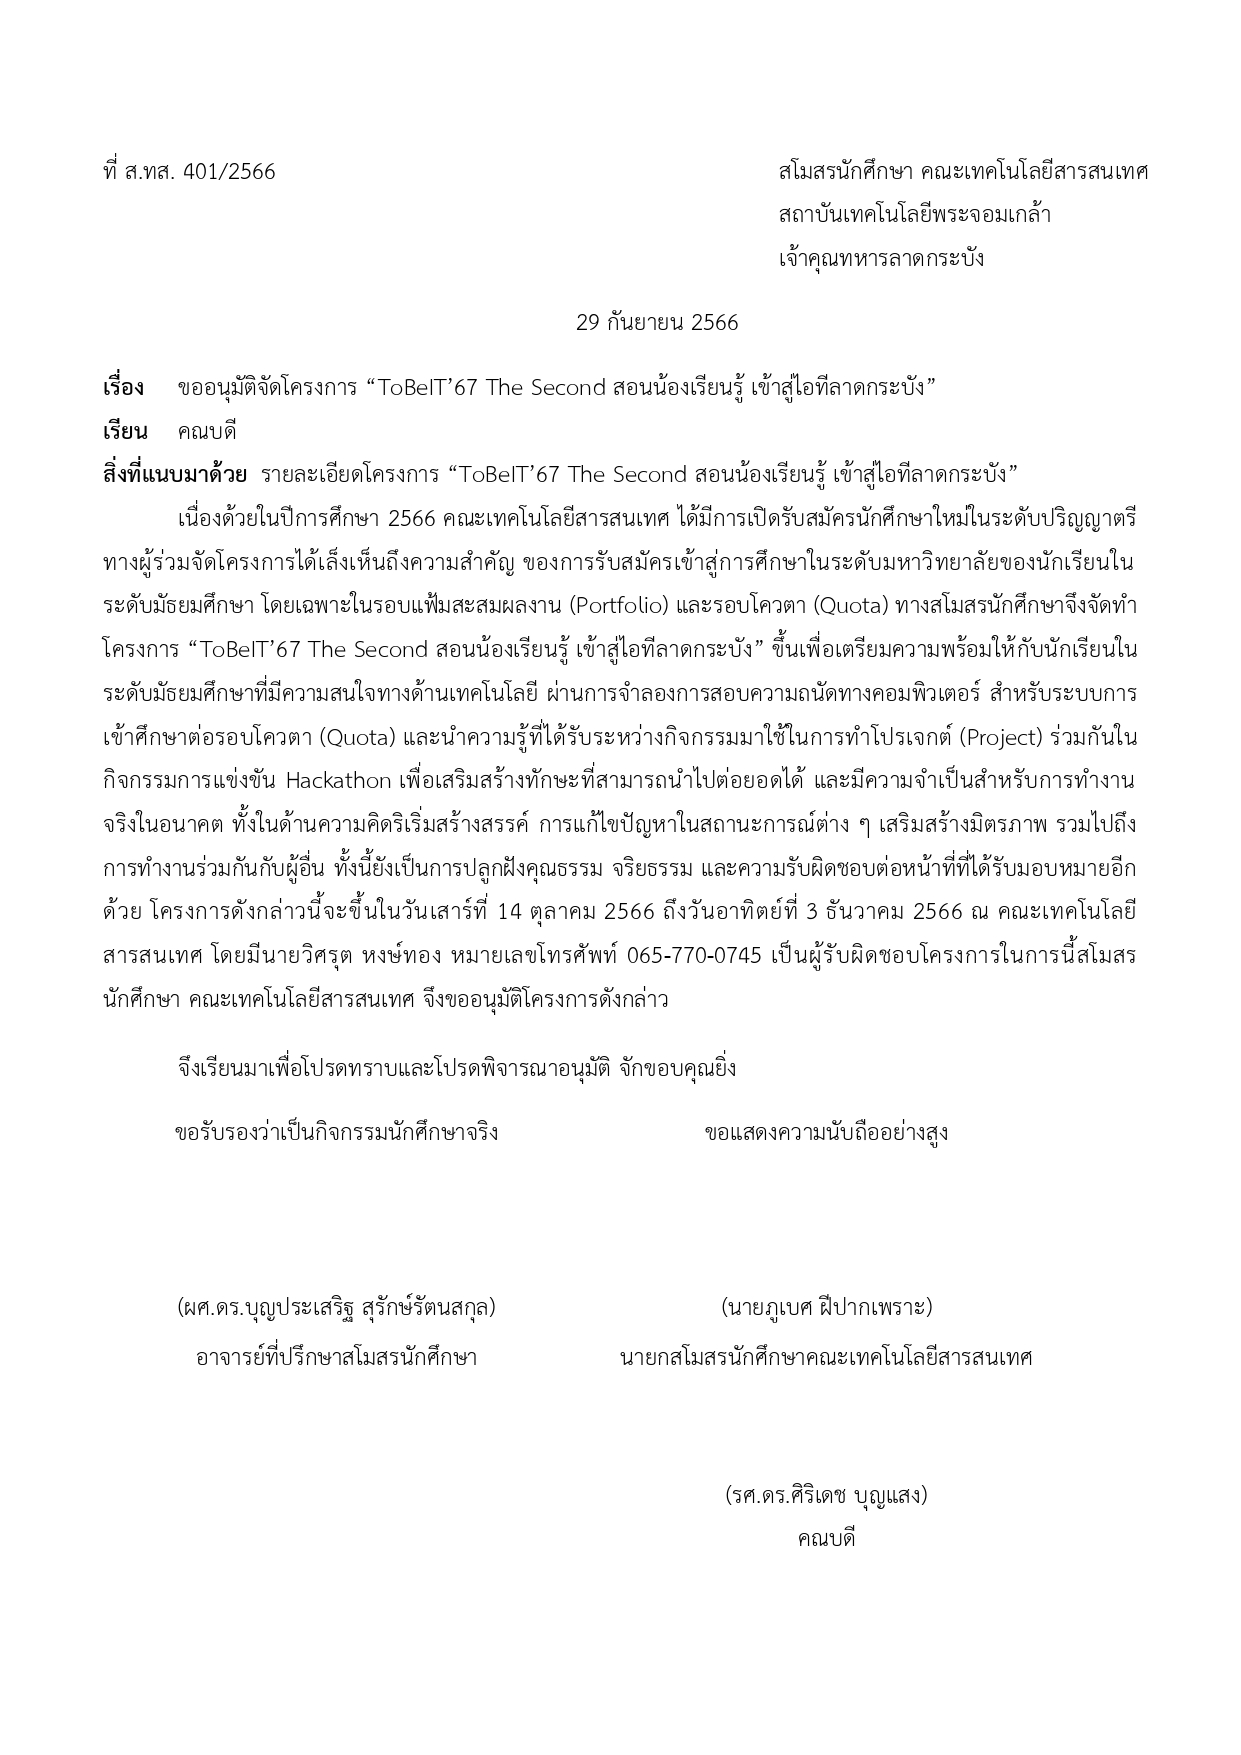 ที่ ส.ทส. 401/2566
สโมสรนักศึกษา คณะเทคโนโลยีสารสนเทศ
สถาบันเทคโนโลยีพระจอมเกล้า
เจ้าคุณทหารลาดกระบัง
29 กันยายน 2566
เรื่อง ขออนุมัติจัดโครงการ “ToBeIT’67 The Second สอนน้องเรียนรู้ เข้าสู่ไอทีลาดกระบัง”
เรียน คณบดี
สิ่งที่แนบมาด้วย รายละเอียดโครงการ “ToBeIT’67 The Second สอนน้องเรียนรู้ เข้าสู่ไอทีลาดกระบัง”
เนื่องด้วยในปีการศึกษา 2566 คณะเทคโนโลยีสารสนเทศ ได้มีการเปิดรับสมัครนักศึกษาใหม่ในระดับปริญญาตรี
ทางผู้ร่วมจัดโครงการได้เล็งเห็นถึงความสำคัญ ของการรับสมัครเข้าสู่การศึกษาในระดับมหาวิทยาลัยของนักเรียนใน
ระดับมัธยมศึกษา โดยเฉพาะในรอบแฟ้มสะสมผลงาน (Portfolio) และรอบโควตา (Quota) ทางสโมสรนักศึกษาจึงจัดทำ
โครงการ “ToBeIT’67 The Second สอนน้องเรียนรู้ เข้าสู่ไอทีลาดกระบัง” ขึ้นเพื่อเตรียมความพร้อมให้กับนักเรียนใน
ระดับมัธยมศึกษาที่มีความสนใจทางด้านเทคโนโลยี ผ่านการจำลองการสอบความถนัดทางคอมพิวเตอร์ สำหรับระบบการ
เข้าศึกษาต่อรอบโควตา (Quota) และนำความรู้ที่ได้รับระหว่างกิจกรรมมาใช้ในการทำโปรเจกต์ (Project) ร่วมกันใน
กิจกรรมการแข่งขัน Hackathon เพื่อเสริมสร้างทักษะที่สามารถนำไปต่อยอดได้ และมีความจำเป็นสำหรับการทำงาน
จริงในอนาคต ทั้งในด้านความคิดริเริ่มสร้างสรรค์ การแก้ไขปัญหาในสถานะการณ์ต่าง ๆ เสริมสร้างมิตรภาพ รวมไปถึง
การทำงานร่วมกันกับผู้อื่น ทั้งนี้ยังเป็นการปลูกฝังคุณธรรม จริยธรรม และความรับผิดชอบต่อหน้าที่ที่ได้รับมอบหมายอีก
ด้วย โครงการดังกล่าวนี้จะขึ้นในวันเสาร์ที่ 14 ตุลาคม 2566 ถึงวันอาทิตย์ที่ 3 ธันวาคม 2566 ณ คณะเทคโนโลยี
สารสนเทศ โดยมีนายวิศรุต หงษ์ทอง หมายเลขโทรศัพท์ 065-770-0745 เป็นผู้รับผิดชอบโครงการในการนี้สโมสร
นักศึกษา คณะเทคโนโลยีสารสนเทศ จึงขออนุมัติโครงการดังกล่าว
จึงเรียนมาเพื่อโปรดทราบและโปรดพิจารณาอนุมัติ จักขอบคุณยิ่ง
ขอรับรองว่าเป็นกิจกรรมนักศึกษาจริง
ขอแสดงความนับถืออย่างสูง
(ผศ.ดร.บุญประเสริฐ สุรักษ์รัตนสกุล)
(นายภูเบศ ฝีปากเพราะ)
อาจารย์ที่ปรึกษาสโมสรนักศึกษา
นายกสโมสรนักศึกษาคณะเทคโนโลยีสารสนเทศ
(รศ.ดร.ศิริเดช บุญแสง)
คณบดี